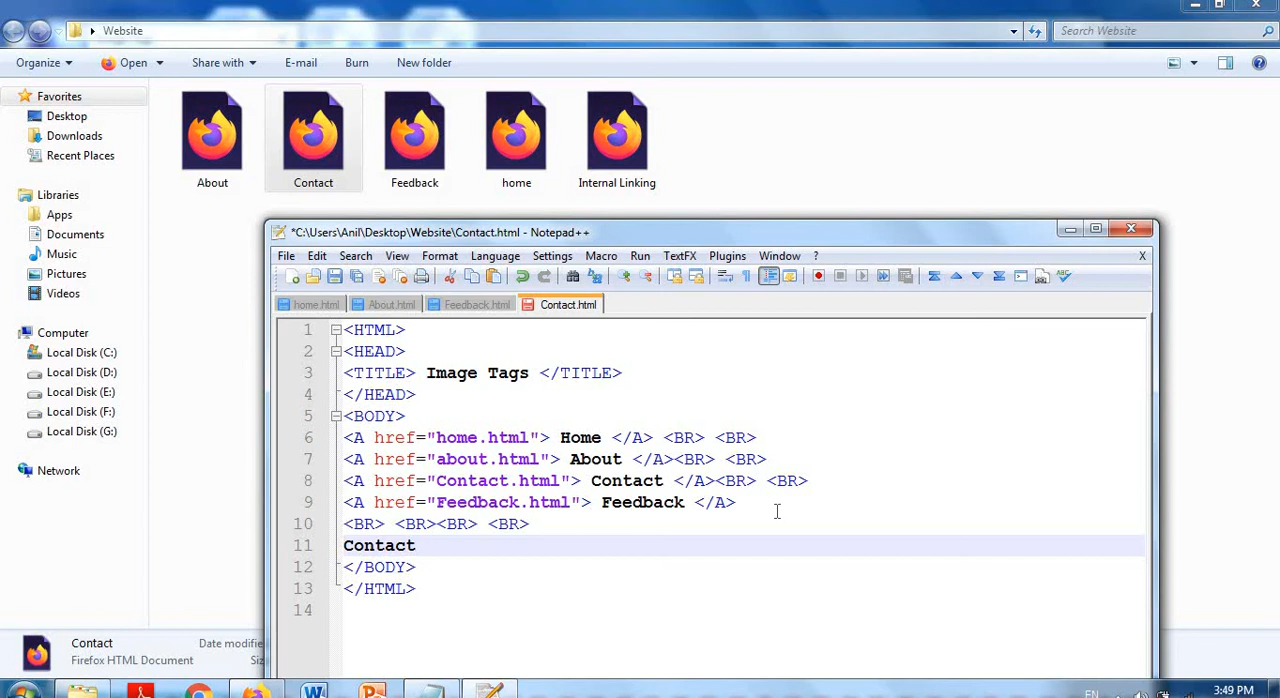 Website
Search Website
Organize Open Share with E-mail Burn New folder
Favorites
Desktop
Downloads
Recent Places
Libraries
Apps
Documents
Music
Pictures
Videos
Computer
Local Disk (C:)
Local Disk (D:)
Local Disk (E:)
Local Disk (F:)
Local Disk (G:)
Network
About Contact Feedback home Internal Linking
*C:\Users\Anil\Desktop\Website\Contact.html - Notepad++
File Edit Search View Format Language Settings Macro Run TextFX Plugins Window ? X
home.html About.html Feedback.html Contact.html
1 <HTML>
2 <HEAD>
3 <TITLE> Image Tags </TITLE>
4 </HEAD>
5 <BODY>
6 <A href="home.html"> Home </A> <BR> <BR>
7 <A href="about.html"> About </A><BR> <BR>
8 <A href="Contact.html"> Contact </A><BR> <BR>
9 <A href="Feedback.html"> Feedback </A>
10 <BR> <BR><BR> <BR>
11 Contact
12 </BODY>
13 </HTML>
14
Contact Date modifie
Firefox HTML Document
EN 3:49 PM